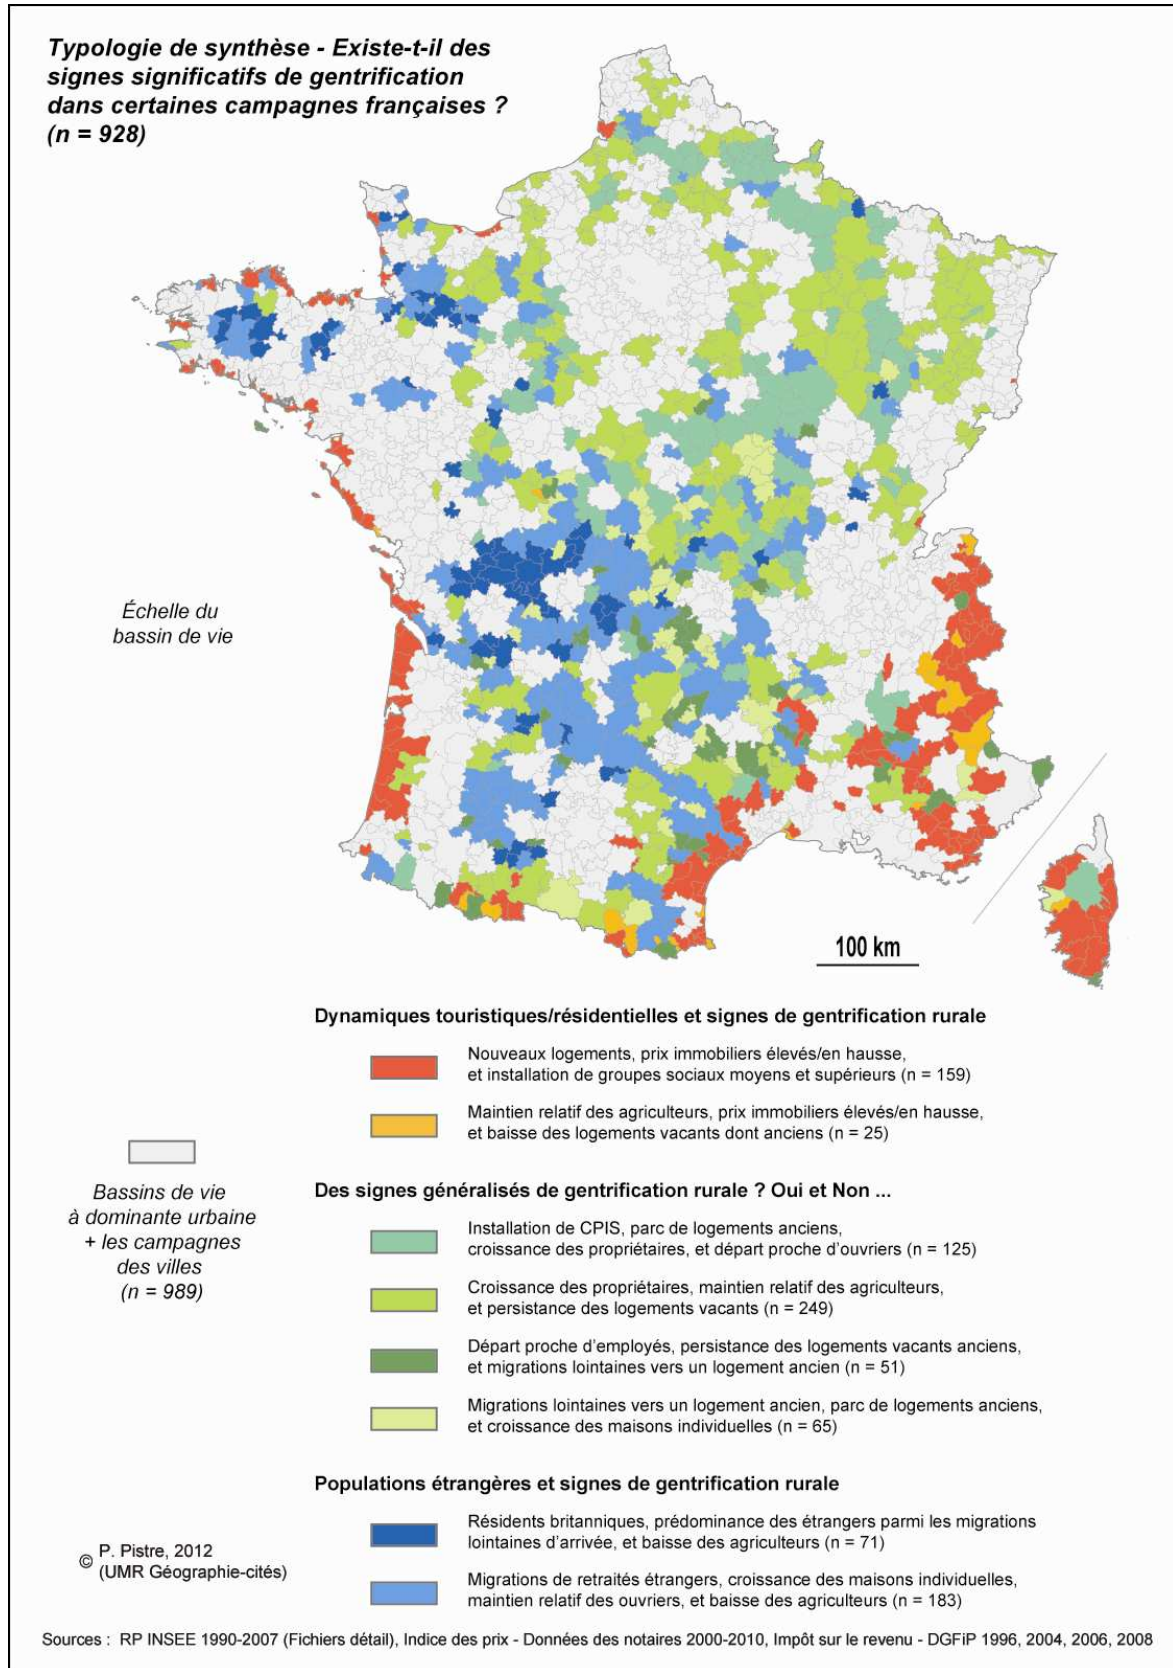 Typologie de synthèse - Existe-t-il des
signes significatifs de gentrification
dans certaines campagnes françaises ?
(n = 928)
Échelle du
bassin de vie
100 km
Dynamiques touristiques/résidentielles et signes de gentrification rurale
Nouveaux logements, prix immobiliers élevés/en hausse,
et installation de groupes sociaux moyens et supérieurs (n = 159)
Maintien relatif des agriculteurs, prix immobiliers élevés/en hausse,
et baisse des logements vacants dont anciens (n = 25)
Bassins de vie
à dominante urbaine
+ les campagnes
des villes
(n = 989)
Des signes généralisés de gentrification rurale ? Oui et Non ...
Installation de CPIS, parc de logements anciens,
croissance des propriétaires, et départ proche d'ouvriers (n = 125)
Croissance des propriétaires, maintien relatif des agriculteurs,
et persistance des logements vacants (n = 249)
Départ proche d'employés, persistance des logements vacants anciens,
et migrations lointaines vers un logement ancien (n = 51)
Migrations lointaines vers un logement ancien, parc de logements anciens,
et croissance des maisons individuelles (n = 65)
Populations étrangères et signes de gentrification rurale
Résidents britanniques, prédominance des étrangers parmi les migrations
lointaines d'arrivée, et baisse des agriculteurs (n = 71)
Migrations de retraités étrangers, croissance des maisons individuelles,
maintien relatif des ouvriers, et baisse des agriculteurs (n = 183)
© P. Pistre, 2012
(UMR Géographie-cités)
Sources : RP INSEE 1990-2007 (Fichiers détail), Indice des prix - Données des notaires 2000-2010, Impôt sur le revenu - DGFiP 1996, 2004, 2006, 2008